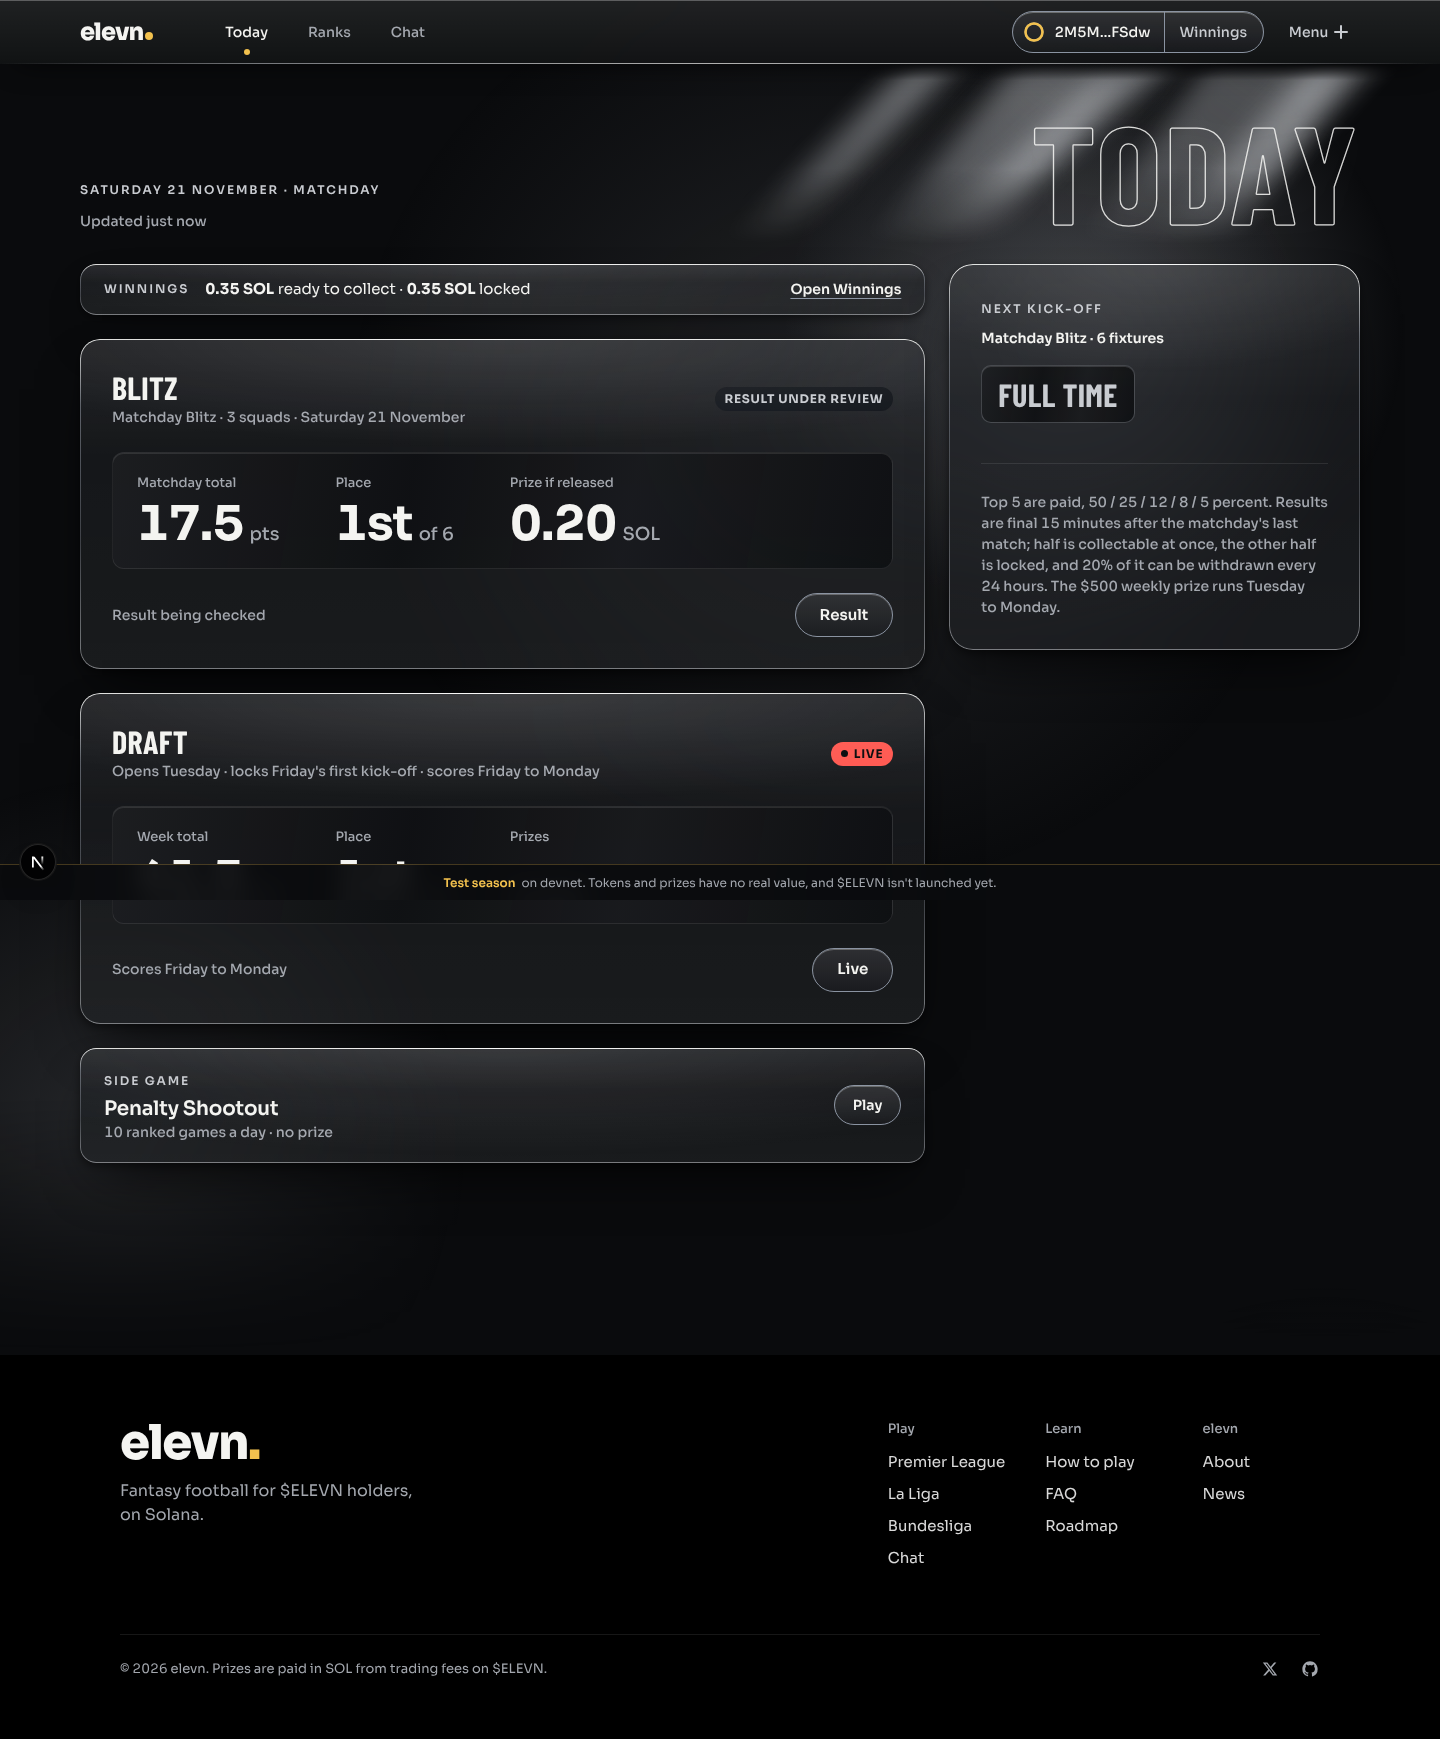 elevn.
Today
Ranks
Chat
2M5M...FSdw
Winnings
Menu
TODAY
SATURDAY 21 NOVEMBER · MATCHDAY
Updated just now
WINNINGS 0.35 SOL ready to collect · 0.35 SOL locked
Open Winnings
BLITZ
Matchday Blitz · 3 squads · Saturday 21 November
RESULT UNDER REVIEW
Matchday total
17.5 pts
Place
1st of 6
Prize if released
0.20 SOL
Result being checked
Result
NEXT KICK-OFF
Matchday Blitz · 6 fixtures
FULL TIME
Top 5 are paid, 50 / 25 / 12 / 8 / 5 percent. Results
are final 15 minutes after the matchday's last
match; half is collectable at once, the other half
is locked, and 20% of it can be withdrawn every
24 hours. The $500 weekly prize runs Tuesday
to Monday.
DRAFT
Opens Tuesday · locks Friday's first kick-off · scores Friday to Monday
LIVE
Week total
Place
Prizes
N
Test season on devnet. Tokens and prizes have no real value, and $ELEVN isn't launched yet.
Scores Friday to Monday
Live
SIDE GAME
Penalty Shootout
10 ranked games a day · no prize
Play
elevn.
Fantasy football for $ELEVN holders,
on Solana.
Play
Premier League
La Liga
Bundesliga
Chat
Learn
How to play
FAQ
Roadmap
elevn
About
News
© 2026 elevn. Prizes are paid in SOL from trading fees on $ELEVN.